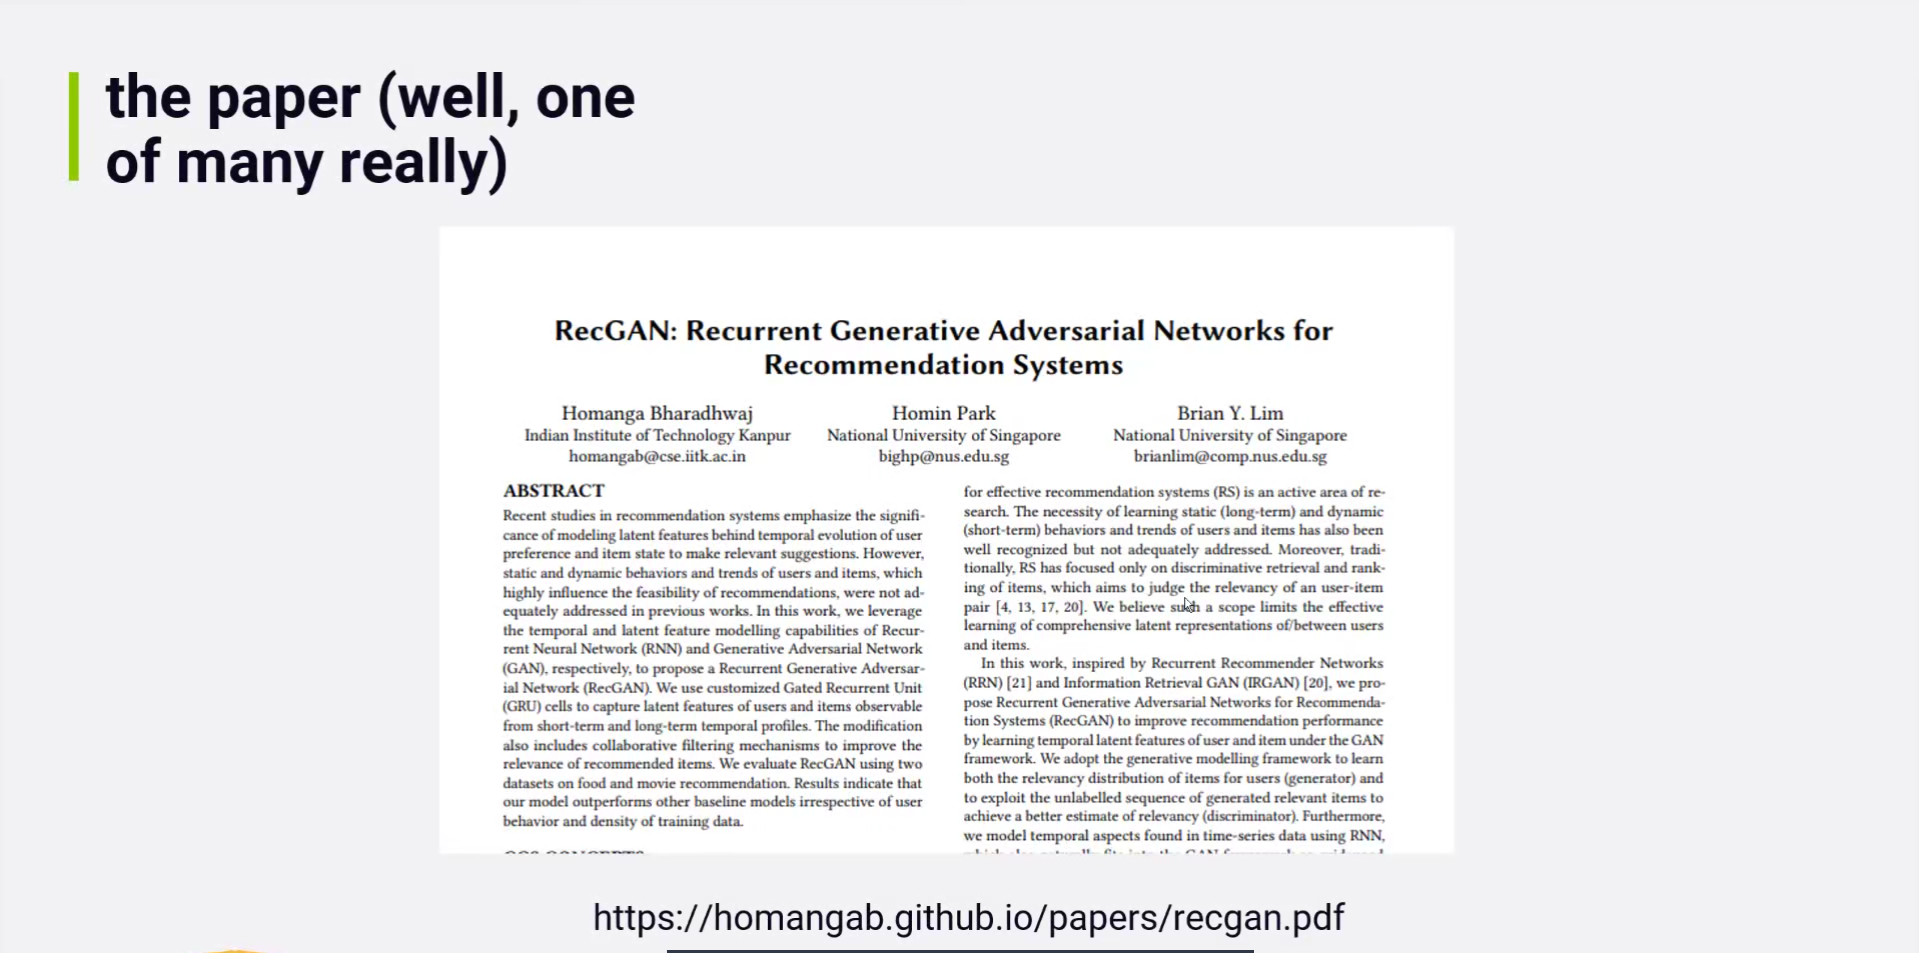 the paper (well, one
of many really)
RecGAN: Recurrent Generative Adversarial Networks for
Recommendation Systems
Homanga Bharadhwaj
Indian Institute of Technology Kanpur
homangab@cse.iitk.ac.in
Homin Park
National University of Singapore
bighp@nus.edu.sg
Brian Y. Lim
National University of Singapore
brianlim@comp.nus.edu.sg
ABSTRACT
Recent studies in recommendation systems emphasize the signifi-
cance of modeling latent features behind temporal evolution of user
preference and item state to make relevant suggestions. However,
static and dynamic behaviors and trends of users and items, which
highly influence the feasibility of recommendations, were not ad-
equately addressed in previous works. In this work, we leverage
the temporal and latent feature modelling capabilities of Recur-
rent Neural Network (RNN) and Generative Adversarial Network
(GAN), respectively, to propose a Recurrent Generative Adversar-
ial Network (RecGAN). We use customized Gated Recurrent Unit
(GRU) cells to capture latent features of users and items observable
from short-term and long-term temporal profiles. The modification
also includes collaborative filtering mechanisms to improve the
relevance of recommended items. We evaluate RecGAN using two
datasets on food and movie recommendation. Results indicate that
our model outperforms other baseline models irrespective of user
behavior and density of training data.
for effective recommendation systems (RS) is an active area of re-
search. The necessity of learning static (long-term) and dynamic
(short-term) behaviors and trends of users and items has also been
well recognized but not adequately addressed. Moreover, tradi-
tionally, RS has focused only on discriminative retrieval and rank-
ing of items, which aims to judge the relevancy of an user-item
pair [4, 13, 17, 20]. We believe such a scope limits the effective
learning of comprehensive latent representations of/between users
and items.
In this work, inspired by Recurrent Recommender Networks
(RRN) [21] and Information Retrieval GAN (IRGAN) [20], we pro-
pose Recurrent Generative Adversarial Networks for Recommenda-
tion Systems (RecGAN) to improve recommendation performance
by learning temporal latent features of user and item under the GAN
framework. We adopt the generative modelling framework to learn
both the relevancy distribution of items for users (generator) and
to exploit the unlabelled sequence of generated relevant items to
achieve a better estimate of relevancy (discriminator). Furthermore,
we model temporal aspects found in time-series data using RNN,
https://homangab.github.io/papers/recgan.pdf